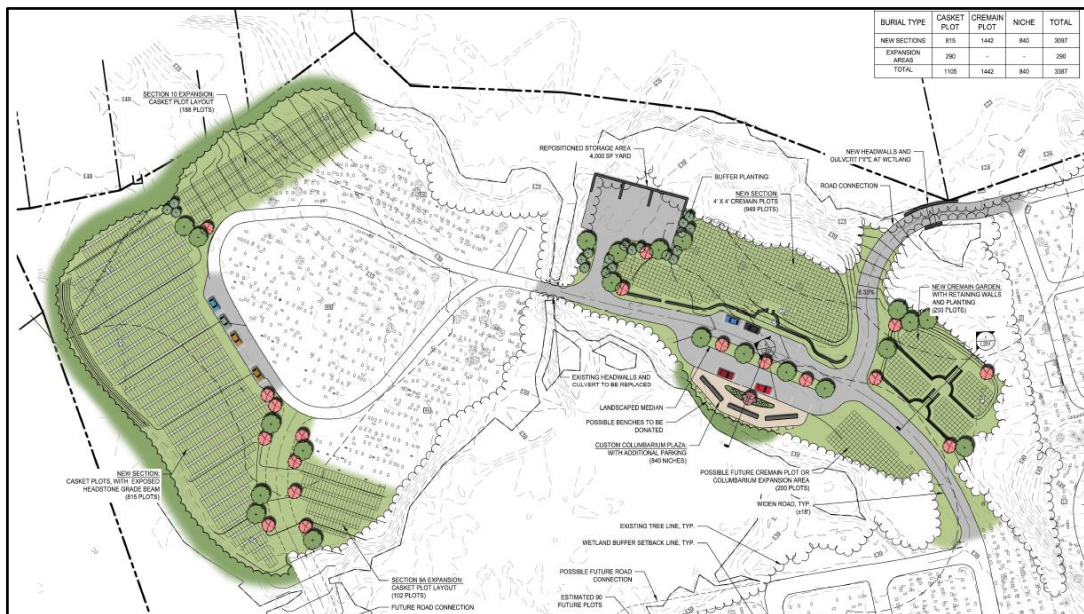 BURIAL TYPE CASKET PLOT CREMAIN PLOT NICHE TOTAL
NEW SECTIONS 815 1442 840 3097
EXPANSION AREAS 290 - - 290
TOTAL 1105 1442 840 3387
SECTION 10 EXPANSION:
CASKET PLOT LAYOUT
(188 PLOTS)
REPOSITIONED STORAGE AREA
4,000 SF YARD
NEW HEADWALLS AND
CULVERT PIPE AT WETLAND
BUFFER PLANTING
ROAD CONNECTION
NEW SECTION:
4' X 4' CREMAIN PLOTS
(949 PLOTS)
8.33%
NEW CREMAIN GARDEN:
WITH RETAINING WALLS
AND PLANTING
(293 PLOTS)
EXISTING HEADWALLS AND
CULVERT TO BE REPLACED
LANDSCAPED MEDIAN
POSSIBLE BENCHES TO BE
DONATED
CUSTOM COLUMBARIUM PLAZA:
WITH ADDITIONAL PARKING
(840 NICHES)
NEW SECTION:
CASKET PLOTS, WITH EXPOSED
HEADSTONE GRADE BEAM
(815 PLOTS)
POSSIBLE FUTURE CREMAIN PLOT OR
COLUMBARIUM EXPANSION AREA
(200 PLOTS)
WIDEN ROAD, TYP.
(±18')
EXISTING TREE LINE, TYP.
WETLAND BUFFER SETBACK LINE, TYP.
POSSIBLE FUTURE ROAD
CONNECTION
SECTION 9A EXPANSION:
CASKET PLOT LAYOUT
(102 PLOTS)
ESTIMATED 90
FUTURE PLOTS
FUTURE ROAD CONNECTION